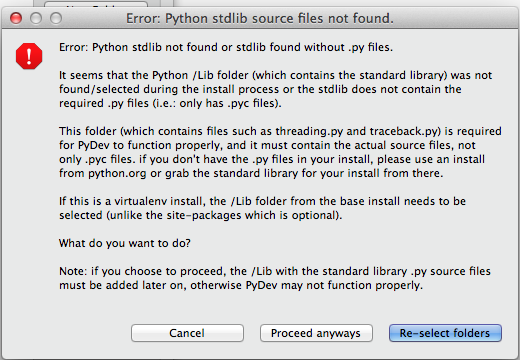 Error: Python stdlib source files not found.
Error: Python stdlib not found or stdlib found without .py files.
It seems that the Python /Lib folder (which contains the standard library) was not
found/selected during the install process or the stdlib does not contain the
required .py files (i.e.: only has .pyc files).
This folder (which contains files such as threading.py and traceback.py) is required
for PyDev to function properly, and it must contain the actual source files, not
only .pyc files. if you don't have the .py files in your install, please use an install
from python.org or grab the standard library for your install from there.
If this is a virtualenv install, the /Lib folder from the base install needs to be
selected (unlike the site-packages which is optional).
What do you want to do?
Note: if you choose to proceed, the /Lib with the standard library .py source files
must be added later on, otherwise PyDev may not function properly.
Cancel
Proceed anyways
Re-select folders